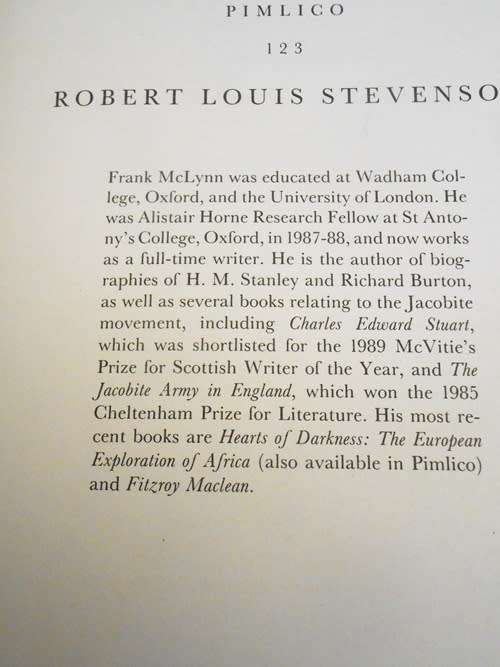 PIMLICO
123
ROBERT LOUIS STEVENSO
Frank McLynn was educated at Wadham Col-
lege, Oxford, and the University of London. He
was Alistair Horne Research Fellow at St Anto-
ny's College, Oxford, in 1987-88, and now works
as a full-time writer. He is the author of biog-
raphies of H. M. Stanley and Richard Burton,
as well as several books relating to the Jacobite
movement, including Charles Edward Stuart,
which was shortlisted for the 1989 McVitie's
Prize for Scottish Writer of the Year, and The
Jacobite Army in England, which won the 1985
Cheltenham Prize for Literature. His most re-
cent books are Hearts of Darkness: The European
Exploration of Africa (also available in Pimlico)
and Fitzroy Maclean.